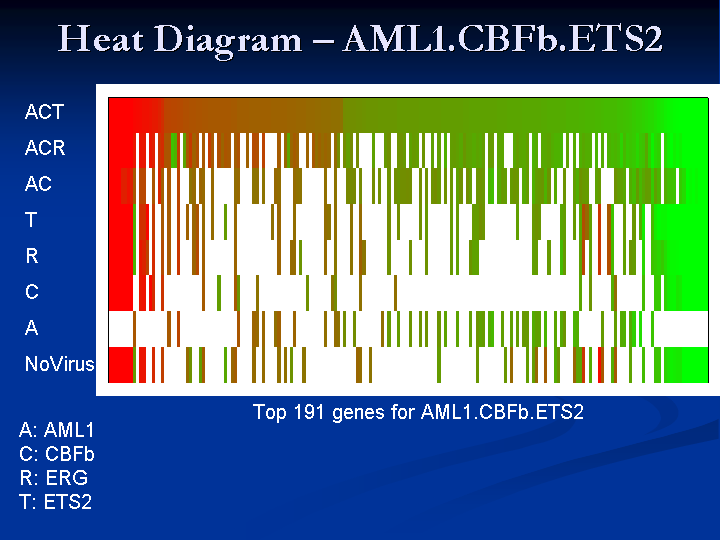 Heat Diagram – AML1.CBFb.ETS2
ACT
ACR
AC
T
R
C
A
NoVirus
Top 191 genes for AML1.CBFb.ETS2
A: AML1
C: CBFb
R: ERG
T: ETS2